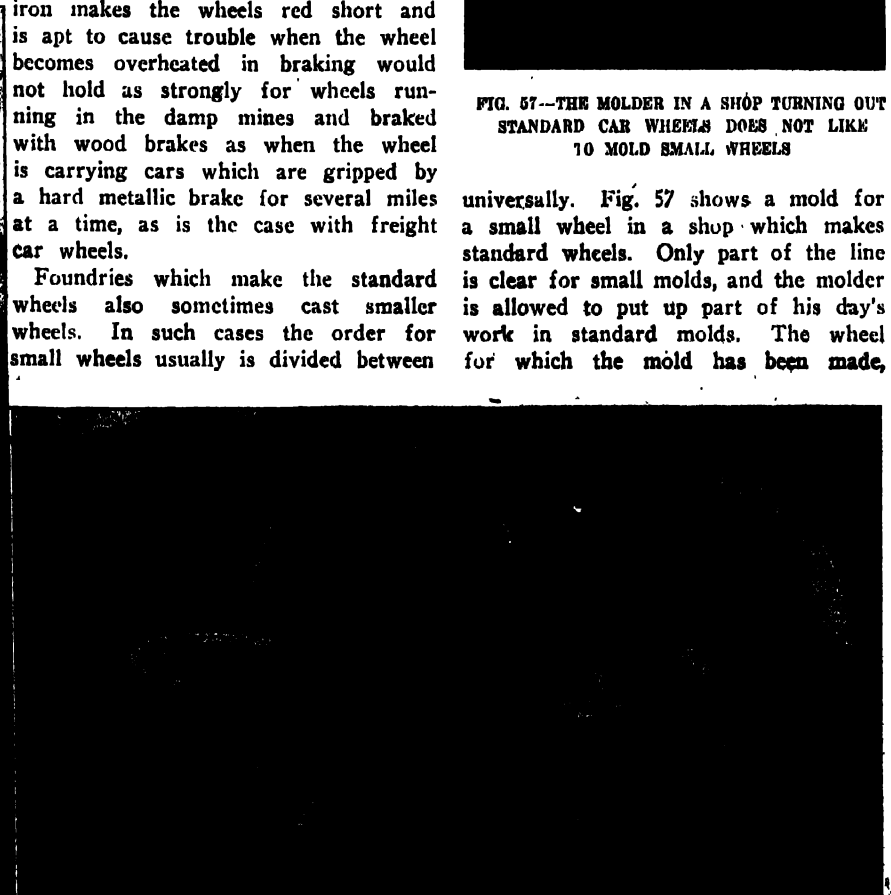 iron makes the wheels red short and
is apt to cause trouble when the wheel
becomes overheated in braking would
not hold as strongly for wheels run-
ning in the damp mines and braked
with wood brakes as when the wheel
is carrying cars which are gripped by
a hard metallic brake for several miles
at a time, as is the case with freight
car wheels.
Foundries which make the standard
wheels also sometimes cast smaller
wheels. In such cases the order for
small wheels usually is divided between
FIG. 57--THE MOLDER IN A SHOP TURNING OUT
STANDARD CAR WHEELS DOES NOT LIKE
TO MOLD SMALL WHEELS
universally. Fig. 57 shows a mold for
a small wheel in a shop which makes
standard wheels. Only part of the line
is clear for small molds, and the molder
is allowed to put up part of his day's
work in standard molds. The wheel
for which the mold has been made,